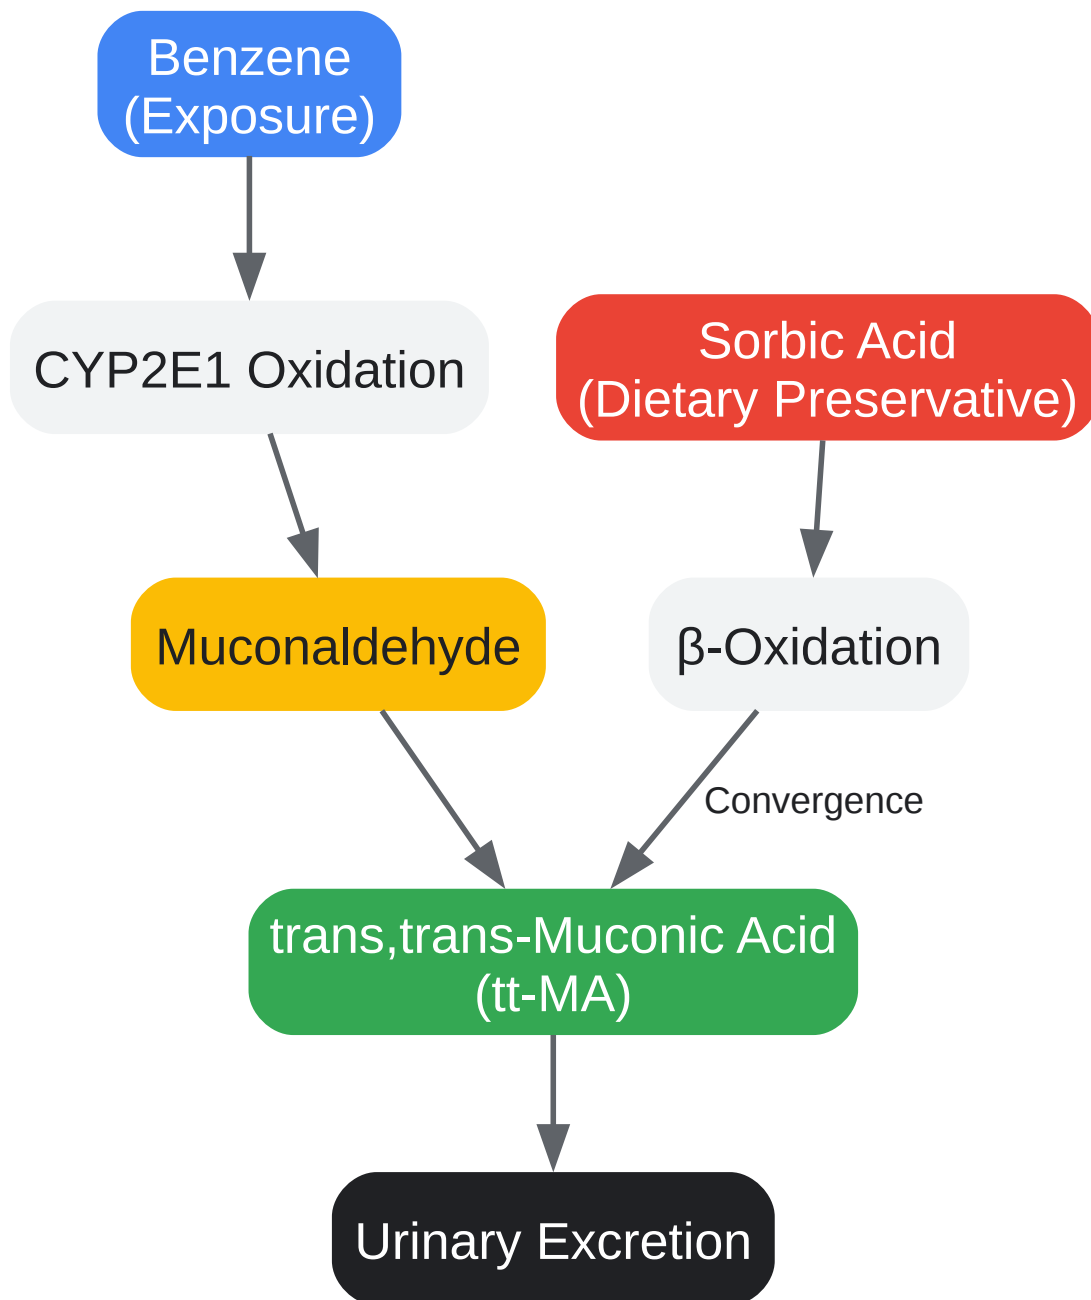 Benzene
(Exposure)
CYP2E1 Oxidation
Sorbic Acid
(Dietary Preservative)
Muconaldehyde
β-Oxidation
Convergence
trans,trans-Muconic Acid
(tt-MA)
Urinary Excretion